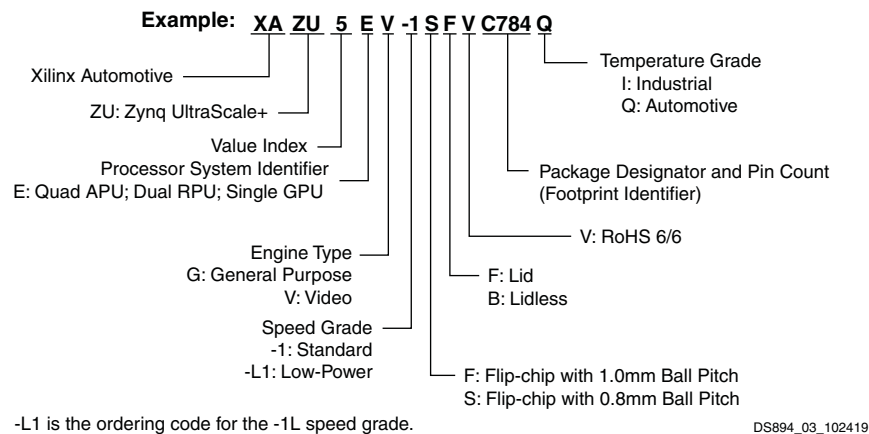 Example: XA ZU 5 E V -1 S F V C784 Q
Xilinx Automotive
ZU: Zynq UltraScale+
Value Index
Processor System Identifier
E: Quad APU; Dual RPU; Single GPU
Engine Type
G: General Purpose
V: Video
Speed Grade
-1: Standard
-L1: Low-Power
Temperature Grade
I: Industrial
Q: Automotive
Package Designator and Pin Count
(Footprint Identifier)
V: RoHS 6/6
F: Lid
B: Lidless
F: Flip-chip with 1.0mm Ball Pitch
S: Flip-chip with 0.8mm Ball Pitch
-L1 is the ordering code for the -1L speed grade.
DS894_03_102419